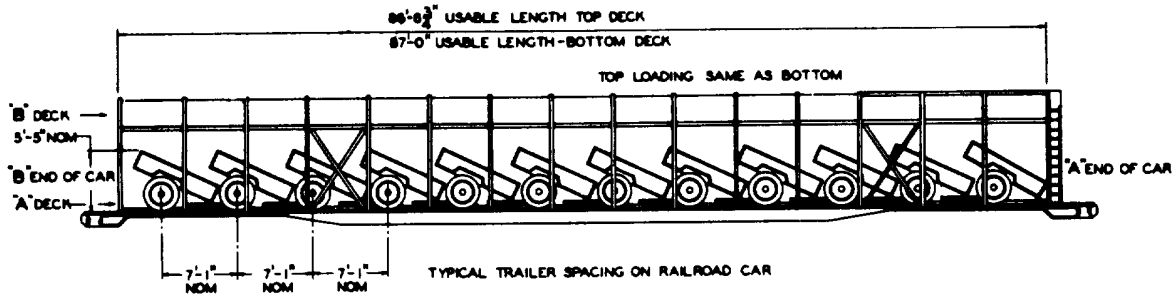 86'-8 3/4" USABLE LENGTH TOP DECK
87'-0" USABLE LENGTH-BOTTOM DECK
TOP LOADING SAME AS BOTTOM
"B" DECK
5'-5" NOM
"B" END OF CAR
"A" DECK
"A" END OF CAR
7'-1" NOM
7'-1" NOM
7'-1" NOM
TYPICAL TRAILER SPACING ON RAILROAD CAR